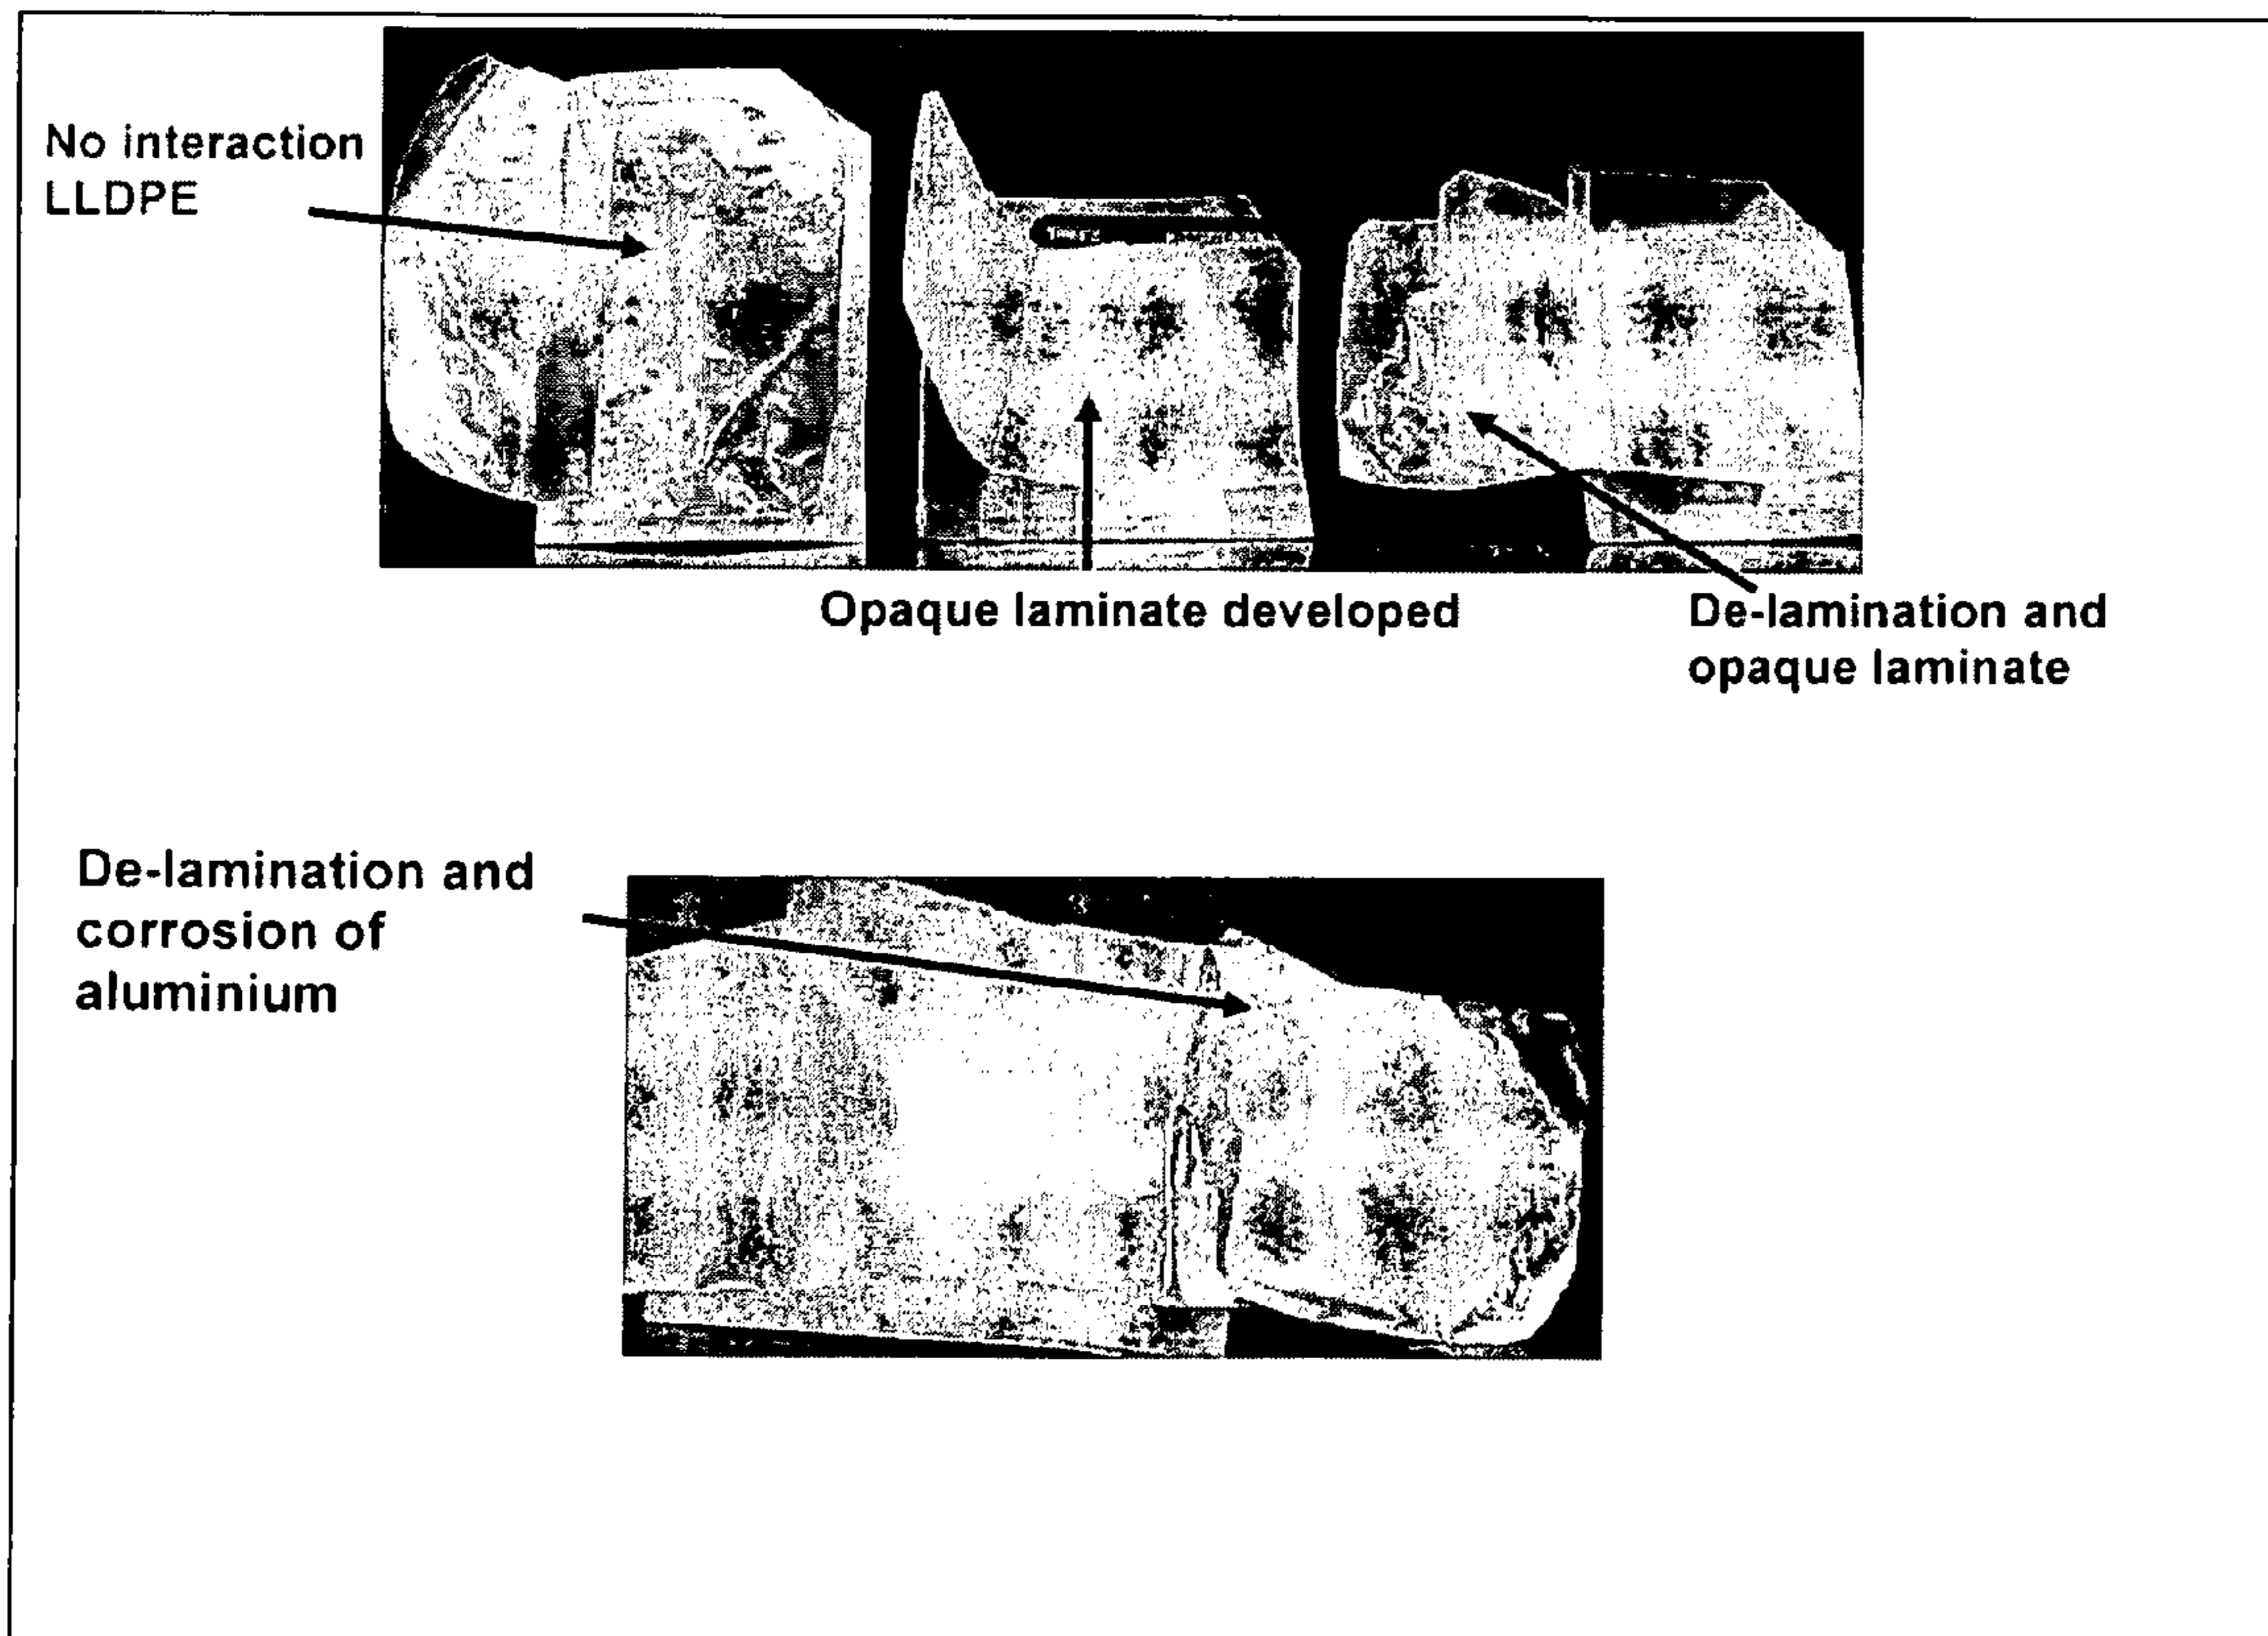 No interaction
LLDPE
Opaque laminate developed
De-lamination and
opaque laminate
De-lamination and
corrosion of
aluminium